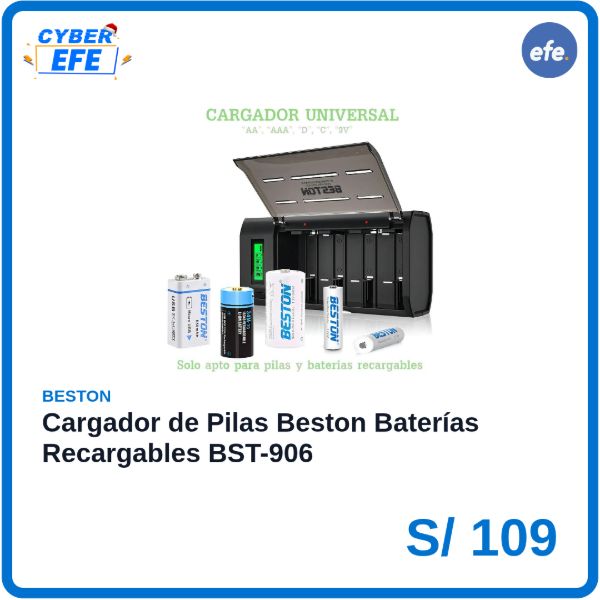 CYBER
EFE
efe.
CARGADOR UNIVERSAL
"AA", "AAA", "D", "C", "9V"
BESTON
BESTON
BESTON
BESTON
Solo apto para pilas y baterias recargables
BESTON
Cargador de Pilas Beston Baterías
Recargables BST-906
S/ 109